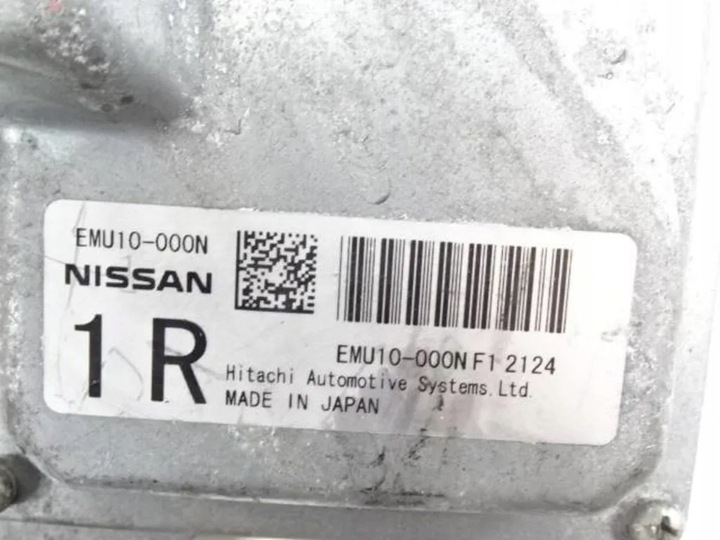 EMU10-000N
NISSAN
1R
EMU10-000N F1 2124
Hitachi Automotive Systems, Ltd.
MADE IN JAPAN